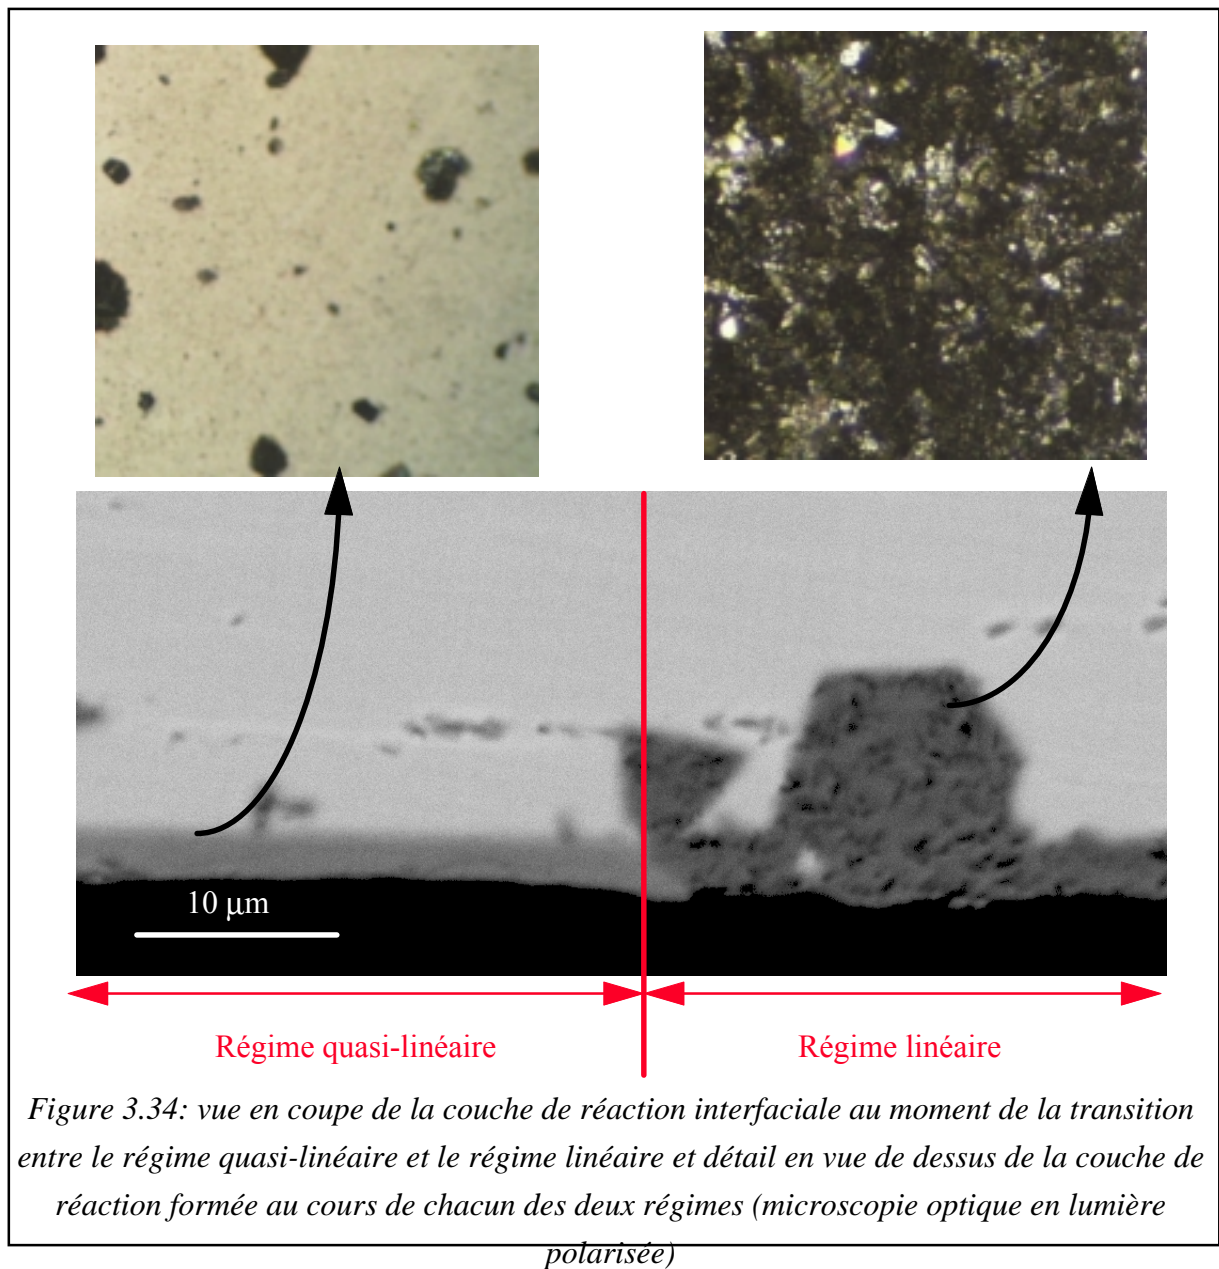 10 μm
Régime quasi-linéaire
Régime linéaire
Figure 3.34: vue en coupe de la couche de réaction interfaciale au moment de la transition
entre le régime quasi-linéaire et le régime linéaire et détail en vue de dessus de la couche de
réaction formée au cours de chacun des deux régimes (microscopie optique en lumière
polarisée)